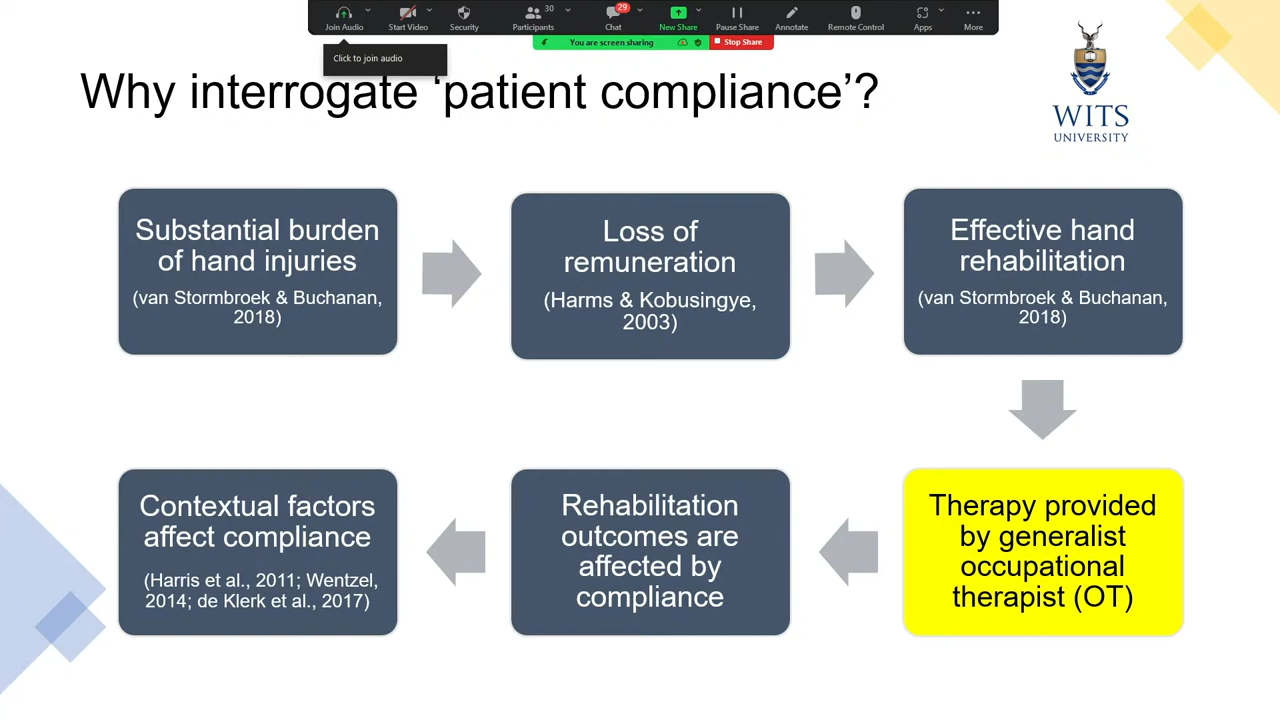 30
29
Join Audio
Start Video
Security
Participants
Chat
New Share
Pause Share
Annotate
Remote Control
Apps
More
You are screen sharing
Stop Share
Click to join audio
Why interrogate ‘patient compliance’?
WITS
UNIVERSITY
Substantial burden
of hand injuries
(van Stormbroek & Buchanan,
2018)
Loss of
remuneration
(Harms & Kobusingye,
2003)
Effective hand
rehabilitation
(van Stormbroek & Buchanan,
2018)
Therapy provided
by generalist
occupational
therapist (OT)
Rehabilitation
outcomes are
affected by
compliance
Contextual factors
affect compliance
(Harris et al., 2011; Wentzel,
2014; de Klerk et al., 2017)